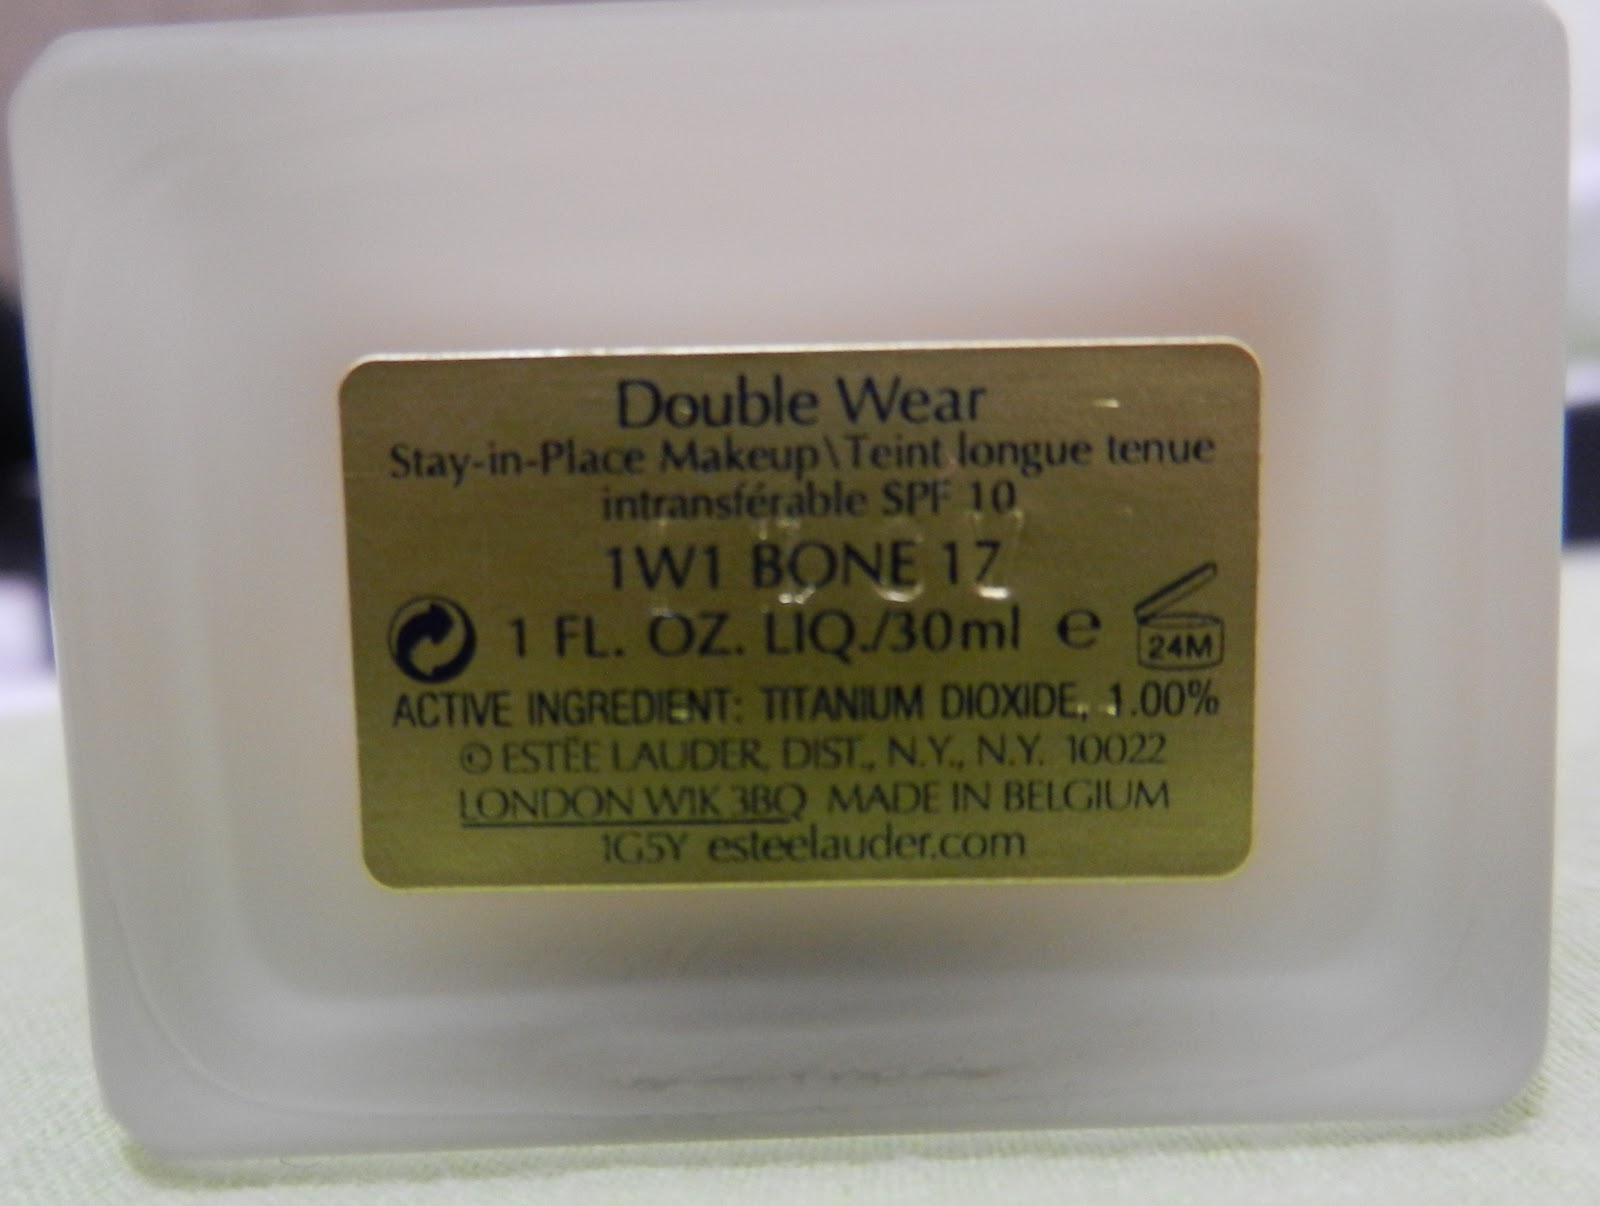 Double Wear
Stay-in-Place Makeup\Teint longue tenue
intransférable SPF 10
1W1 BONE 17
1 FL. OZ. LIQ./30ml e 24M
ACTIVE INGREDIENT: TITANIUM DIOXIDE, 1.00%
© ESTĒE LAUDER, DIST., N.Y., N.Y. 10022
LONDON W1K 3BQ MADE IN BELGIUM
1G5Y esteelauder.com